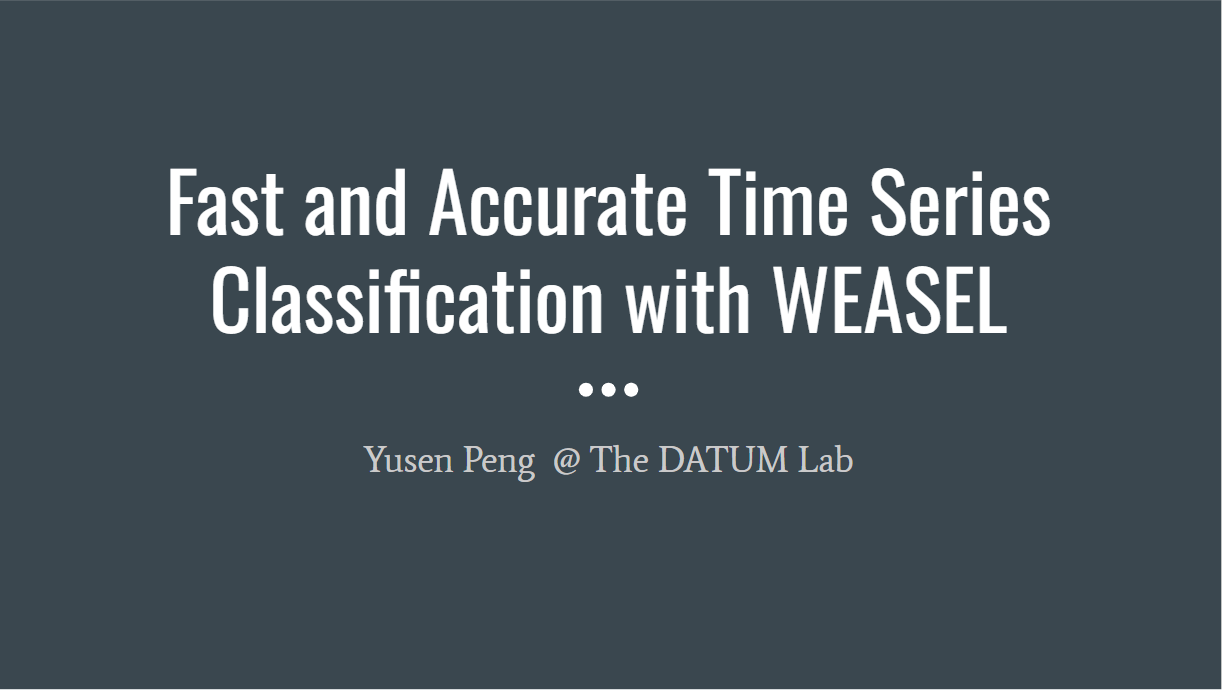 Fast and Accurate Time Series
Classification with WEASEL
Yusen Peng @ The DATUM Lab